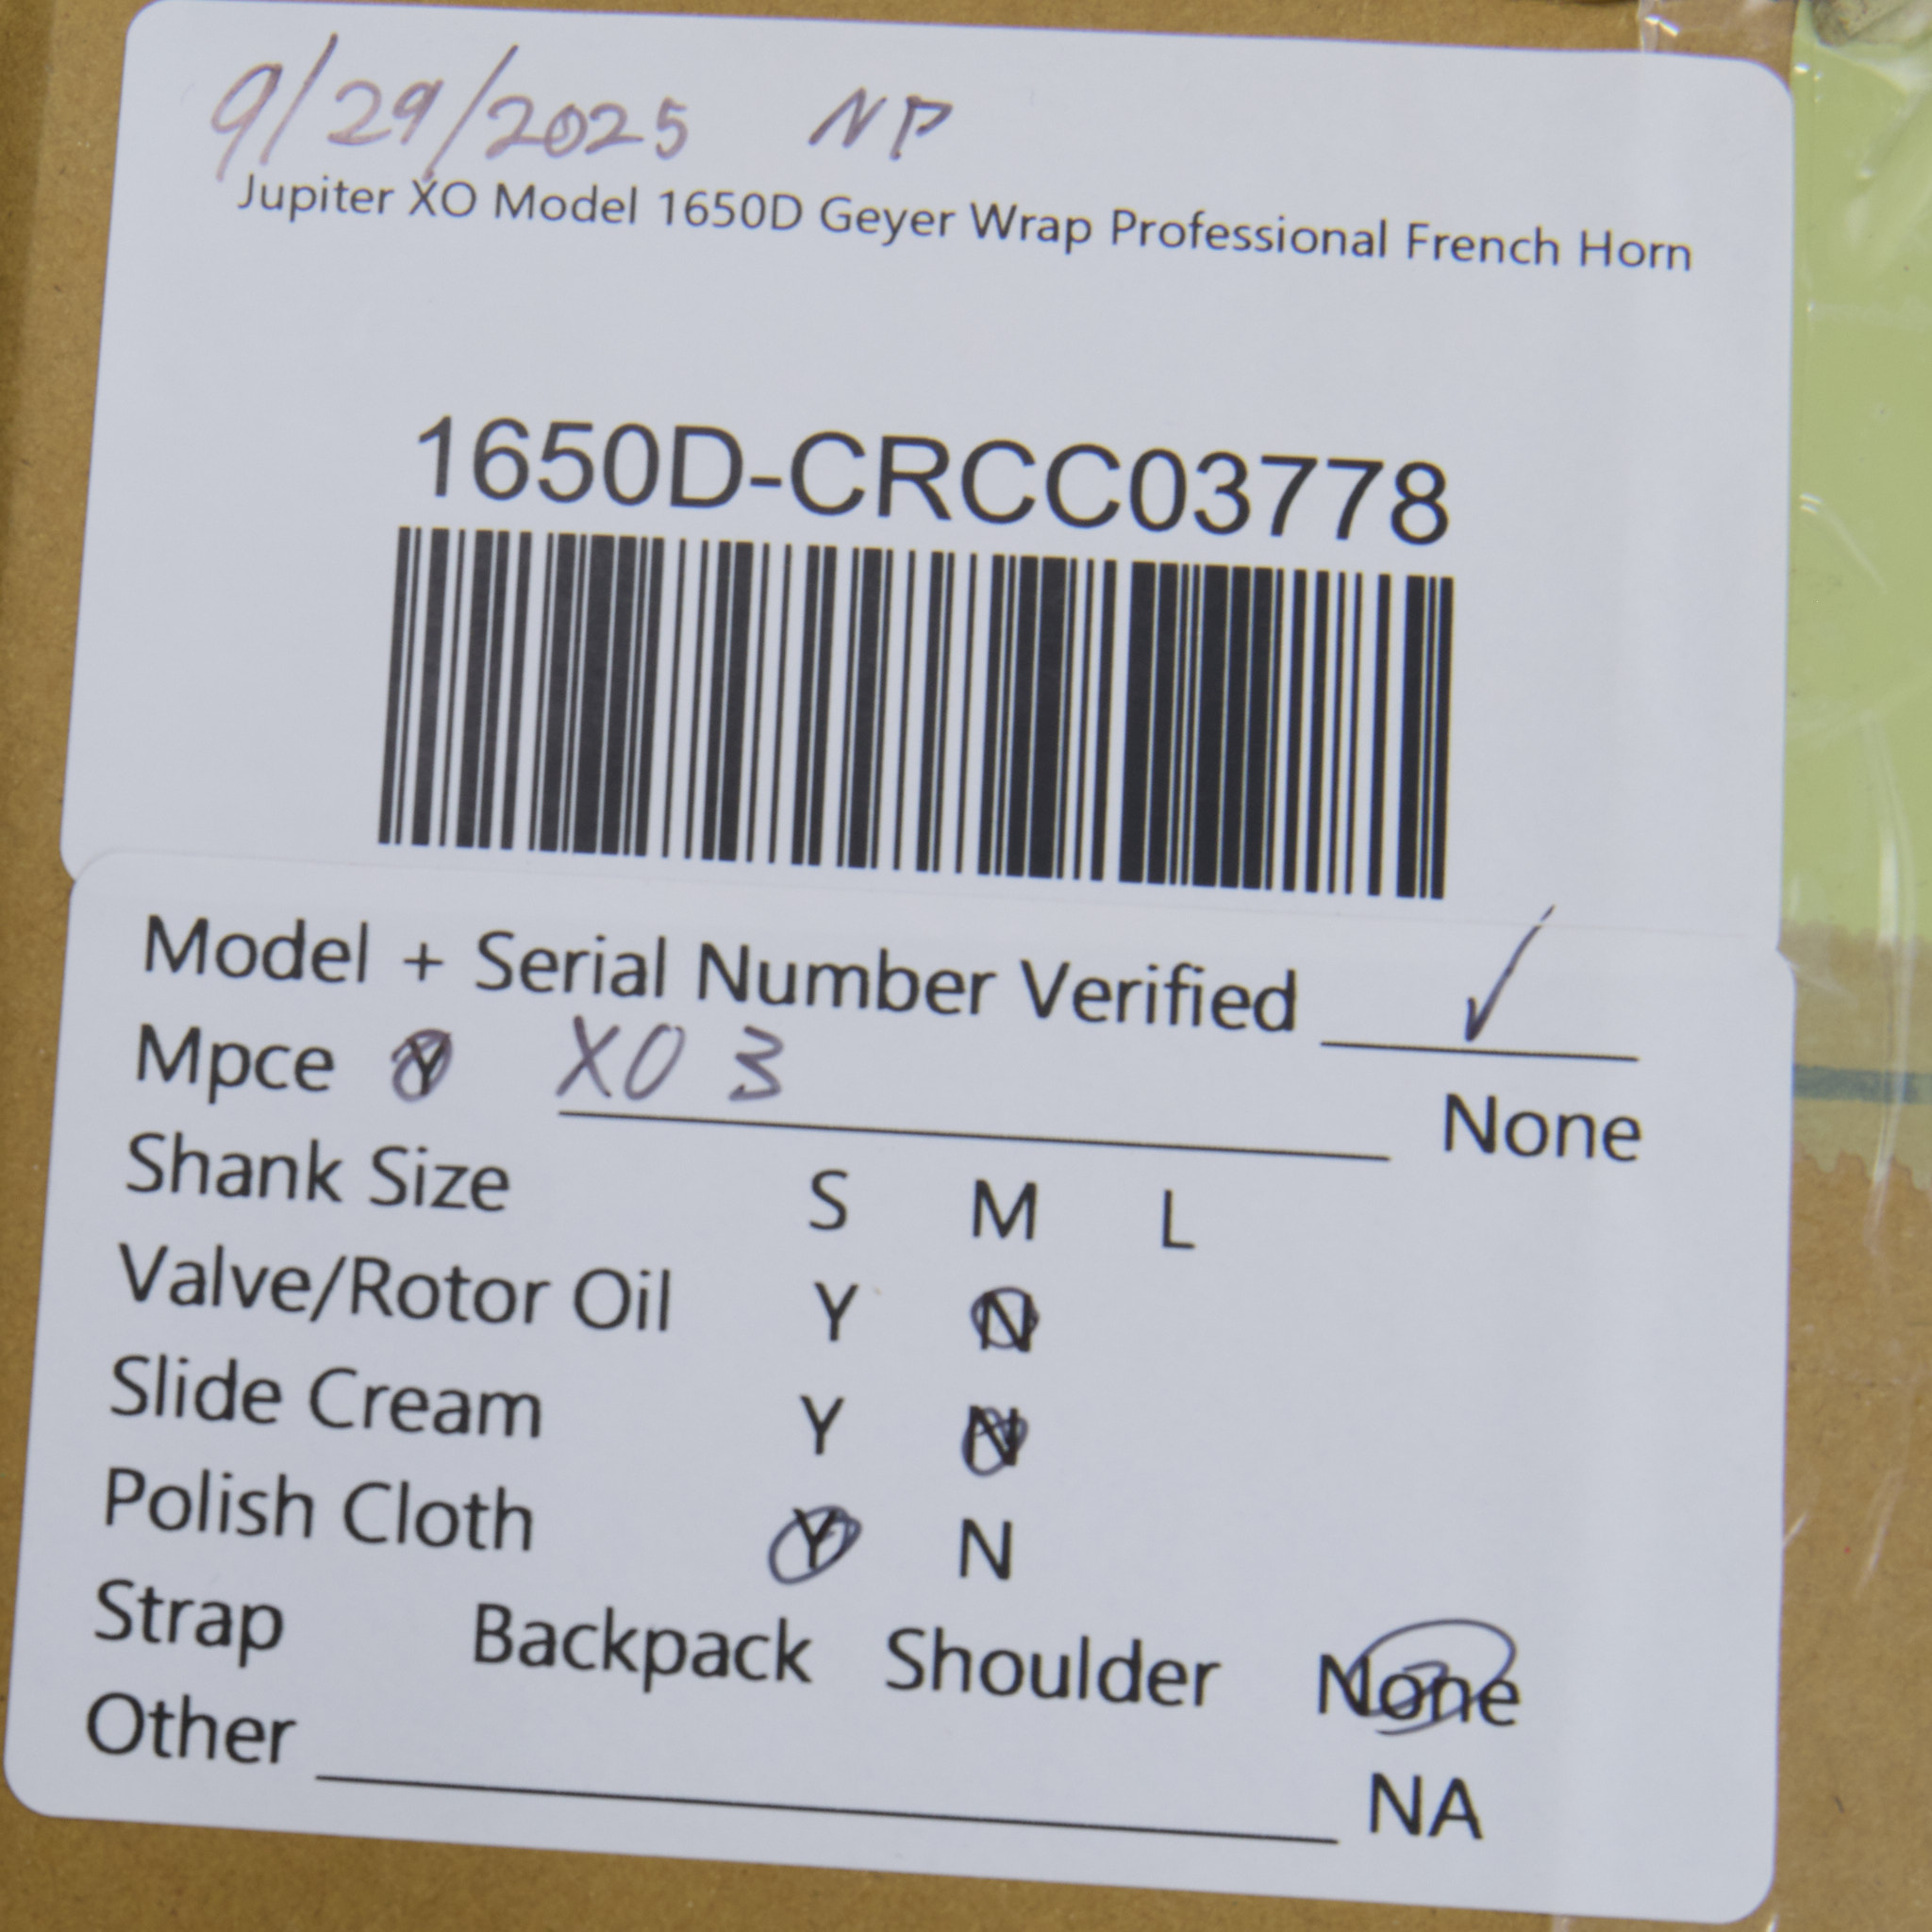 9/29/2025 NP
Jupiter XO Model 1650D Geyer Wrap Professional French Horn
1650D-CRCC03778
Model + Serial Number Verified ✓
Mpce Y XO 3 None
Shank Size S M L
Valve/Rotor Oil Y N
Slide Cream Y N
Polish Cloth Y N
Strap Backpack Shoulder None
Other NA